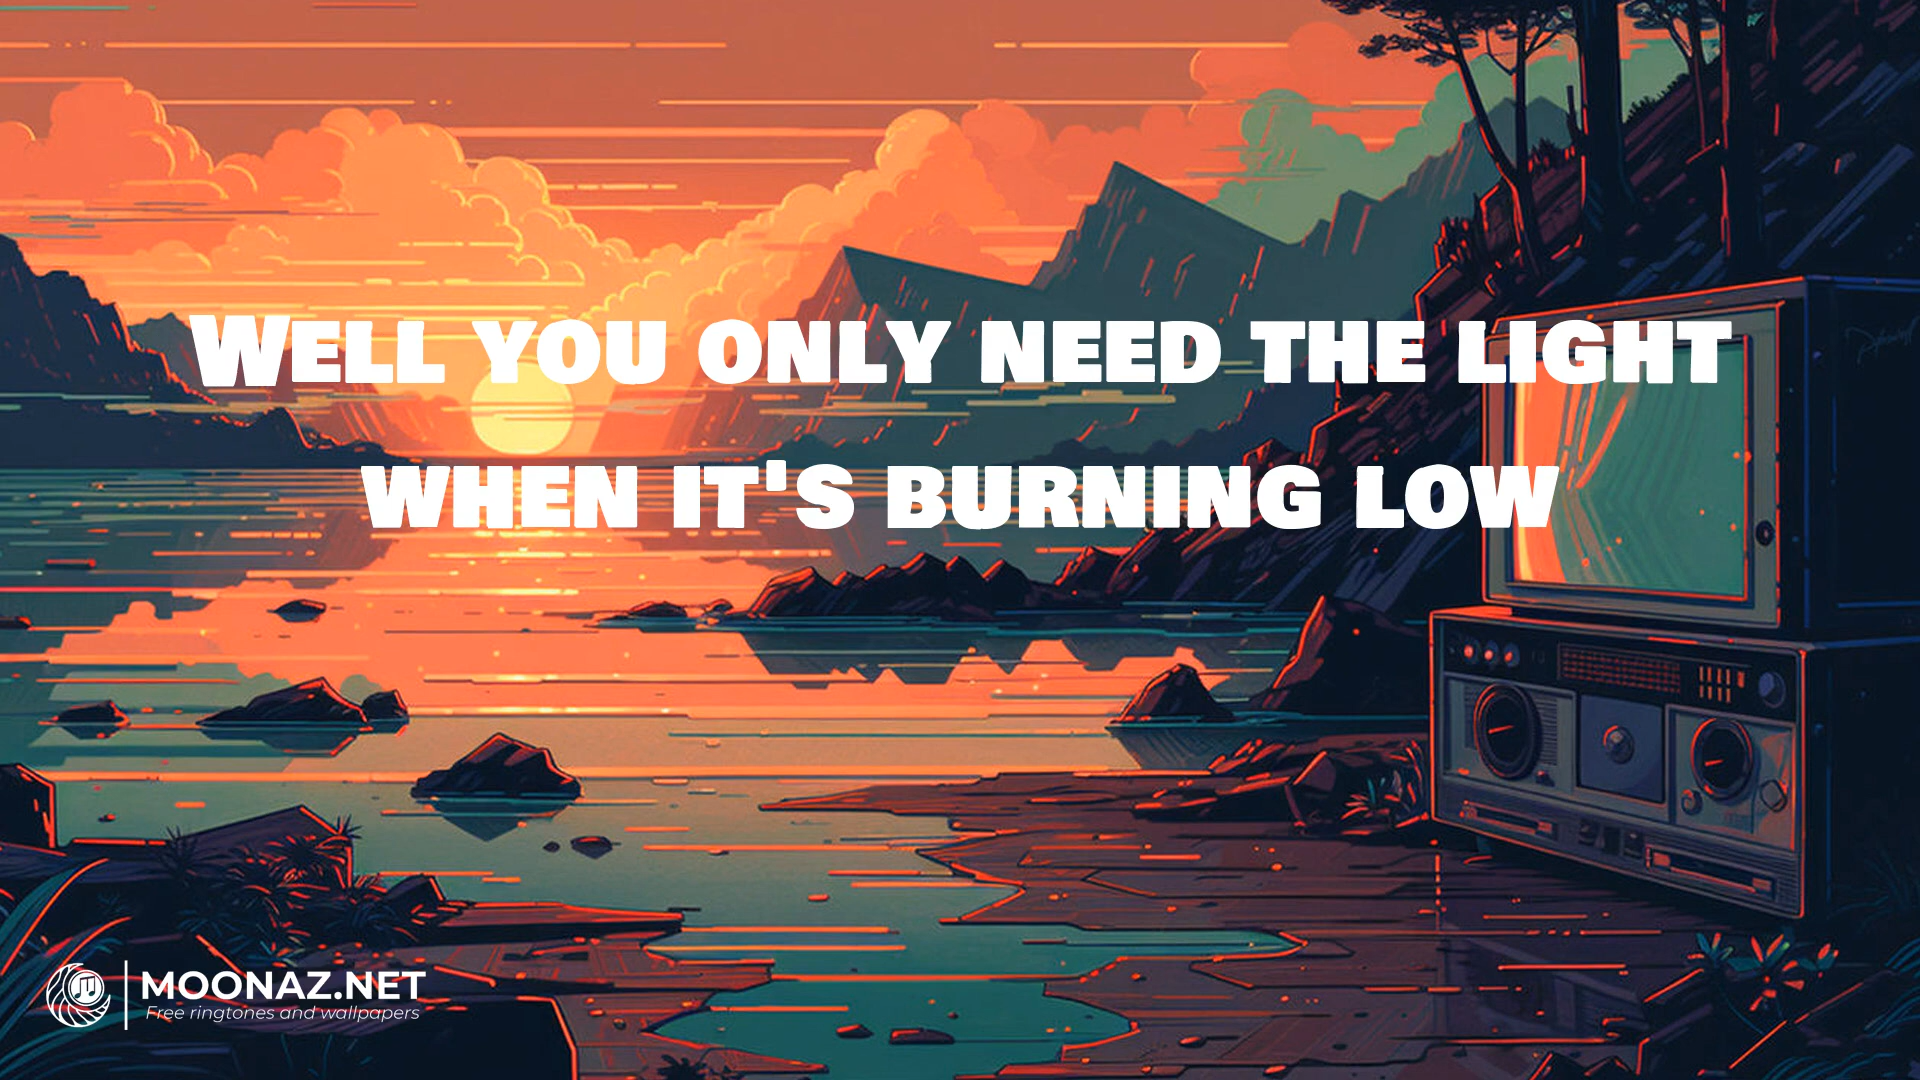 Well you only need the light
when it's burning low
MOONAZ.NET
Free ringtones and wallpapers